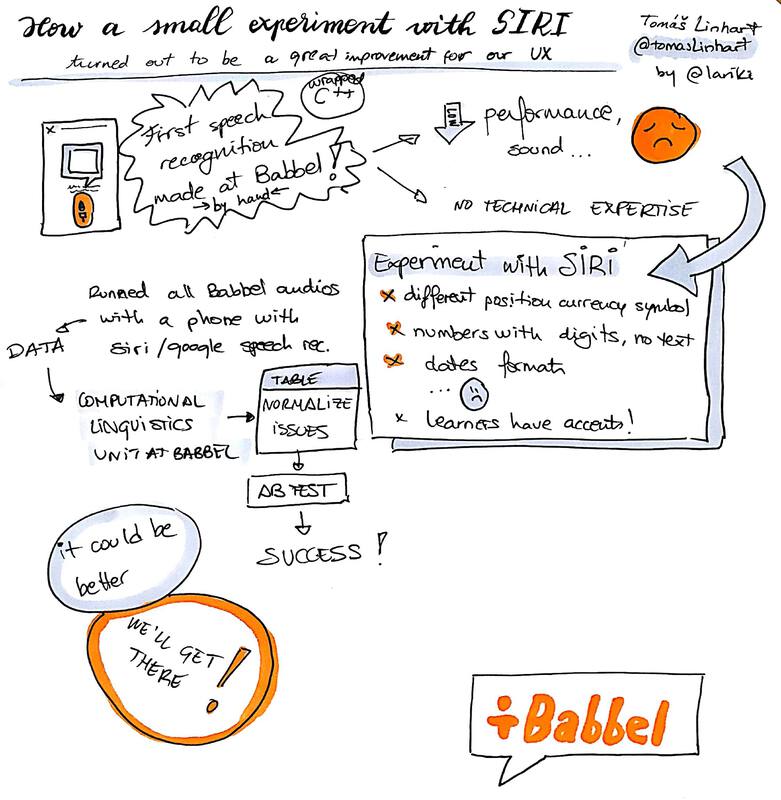 How a small experiment with SIRI
turned out to be a great improvement for our UX
Tomáš Linhart
@tomaslinhart
by @larikz
wrapped
C++
First speech
recognition
made at Babbel!
→by hand←
LOW
performance,
sound...
NO TECHNICAL EXPERTISE
Experiment with SIRI
x different position currency symbol
x numbers with digits, no text
x dates formats
...
x Learners have accents!
Runned all Babbel audios
with a phone with
Siri/google speech rec.
DATA
COMPUTATIONAL
LINGUISTICS
UNIT AT BABBEL
TABLE
NORMALIZE
ISSUES
AB TEST
SUCCESS!
it could be
better
WE'LL GET
THERE!
Babbel